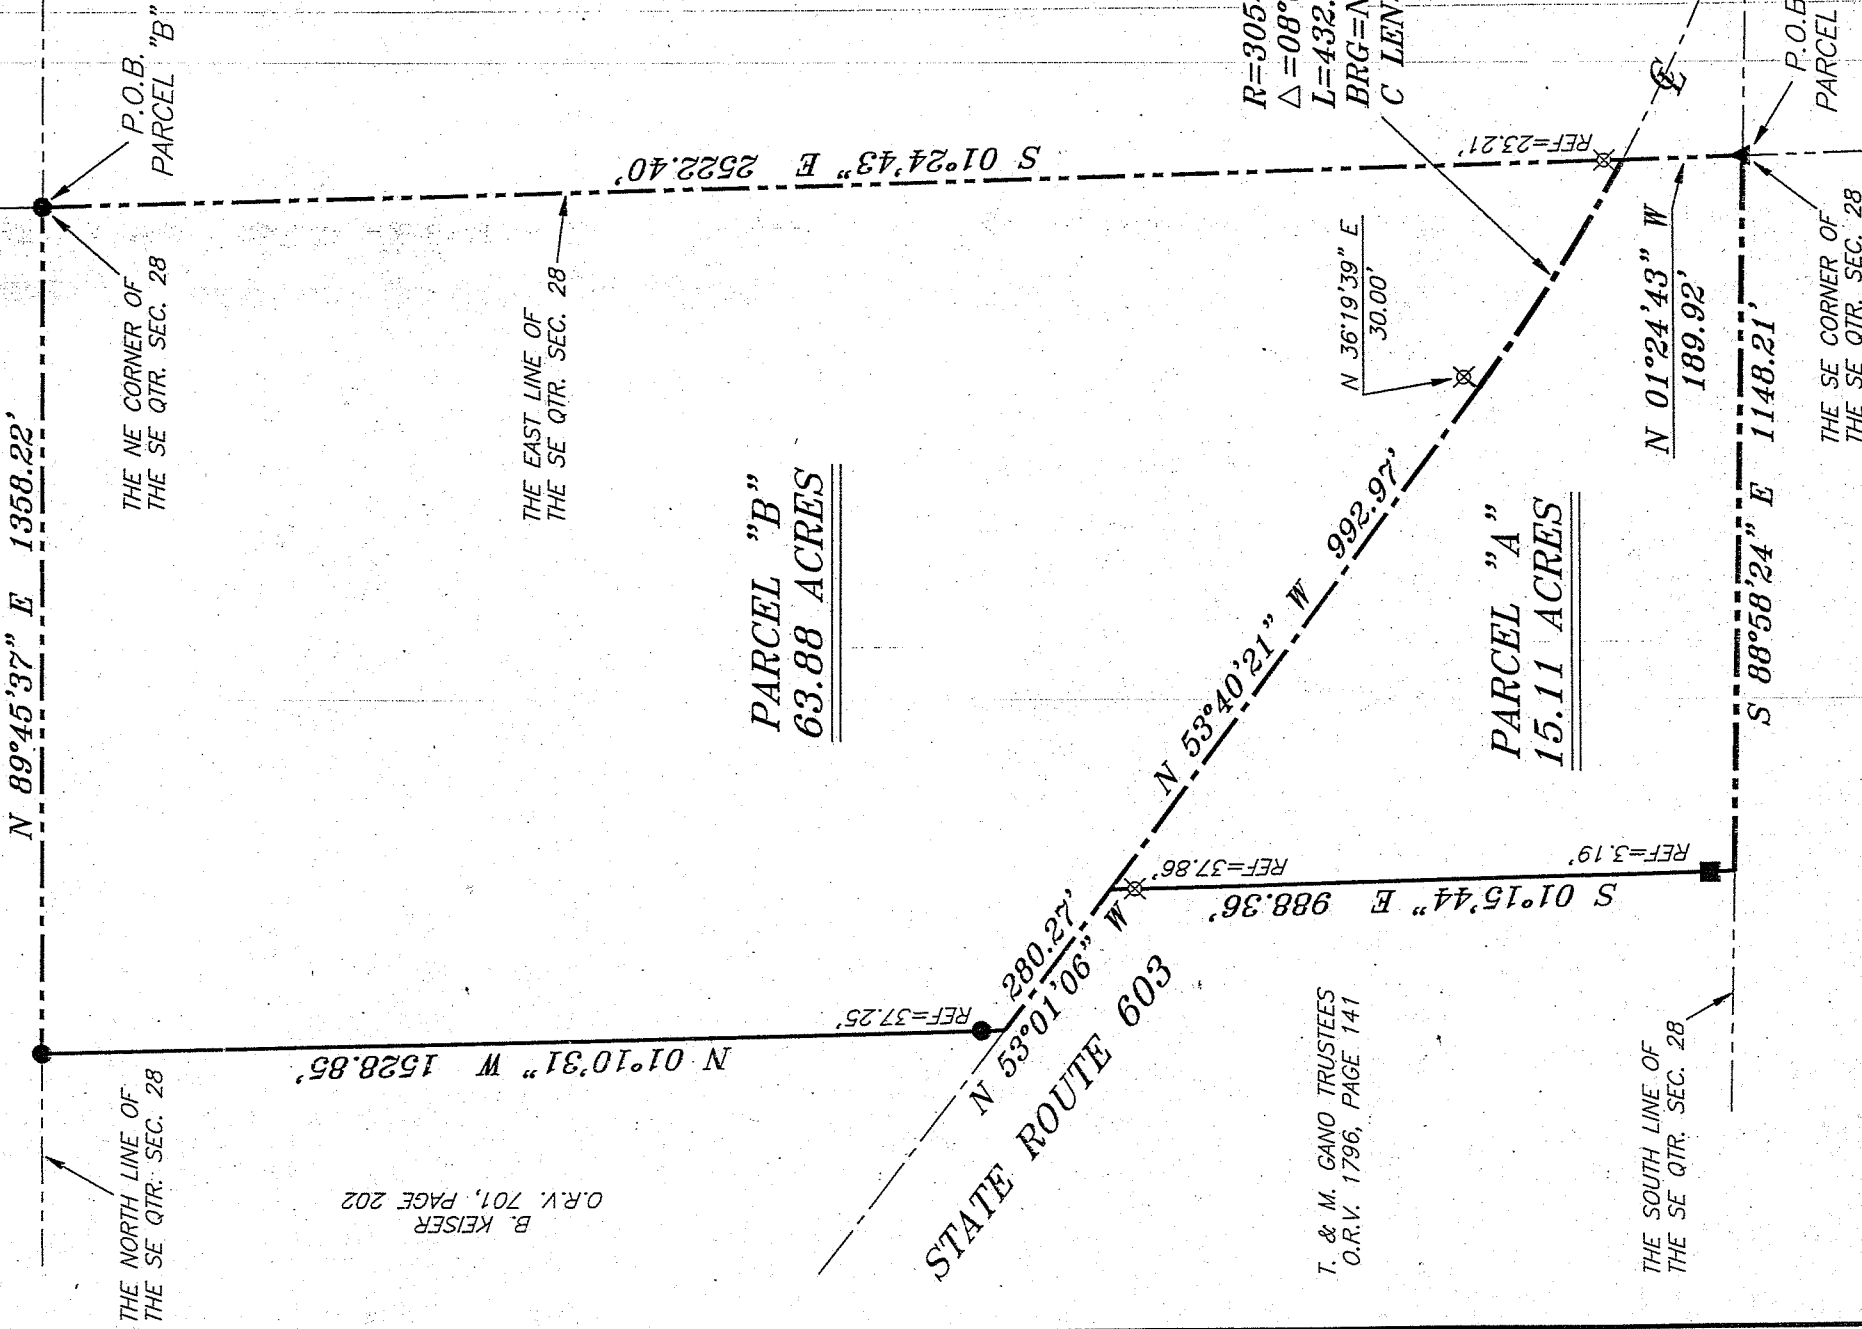 N 89°45'37" E 1358.22'
P.O.B.
PARCEL "B"
THE NE CORNER OF
THE SE QTR. SEC. 28
THE NORTH LINE OF
THE SE QTR. SEC. 28
S 01°24'43" E 2522.40'
THE EAST LINE OF
THE SE QTR. SEC. 28
N 01°10'31" W 1528.85'
REF=37.25'
B. KEISER
O.R.V. 701, PAGE 202
PARCEL "B"
63.88 ACRES
280.27'
N 53°01'06" W
STATE ROUTE 603
N 53°40'21" W 992.97'
N 36°19'39" E
30.00'
R=305
△=08°
L=432.
BRG=N
C LEN
REF=23.21'
℄
N 01°24'43" W
189.92'
PARCEL "A"
15.11 ACRES
REF=37.86'
S 01°15'44" E 988.36'
REF=3.19'
T. & M. GANO TRUSTEES
O.R.V. 1796, PAGE 141
S 88°58'24" E 1148.21'
THE SOUTH LINE OF
THE SE QTR. SEC. 28
THE SE CORNER OF
THE SE QTR. SEC. 28
P.O.B
PARCEL